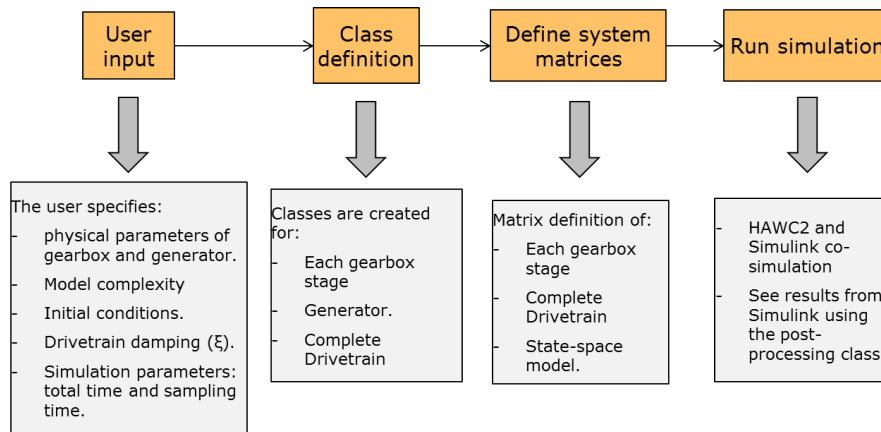 User
input
Class
definition
Define system
matrices
Run simulation
The user specifies:
- physical parameters of
gearbox and generator.
- Model complexity
- Initial conditions.
- Drivetrain damping (ξ).
- Simulation parameters:
total time and sampling
time.
Classes are created
for:
- Each gearbox
stage
- Generator.
- Complete
Drivetrain
Matrix definition of:
- Each gearbox
stage
- Complete
Drivetrain
- State-space
model.
- HAWC2 and
Simulink co-
simulation
- See results from
Simulink using
the post-
processing class